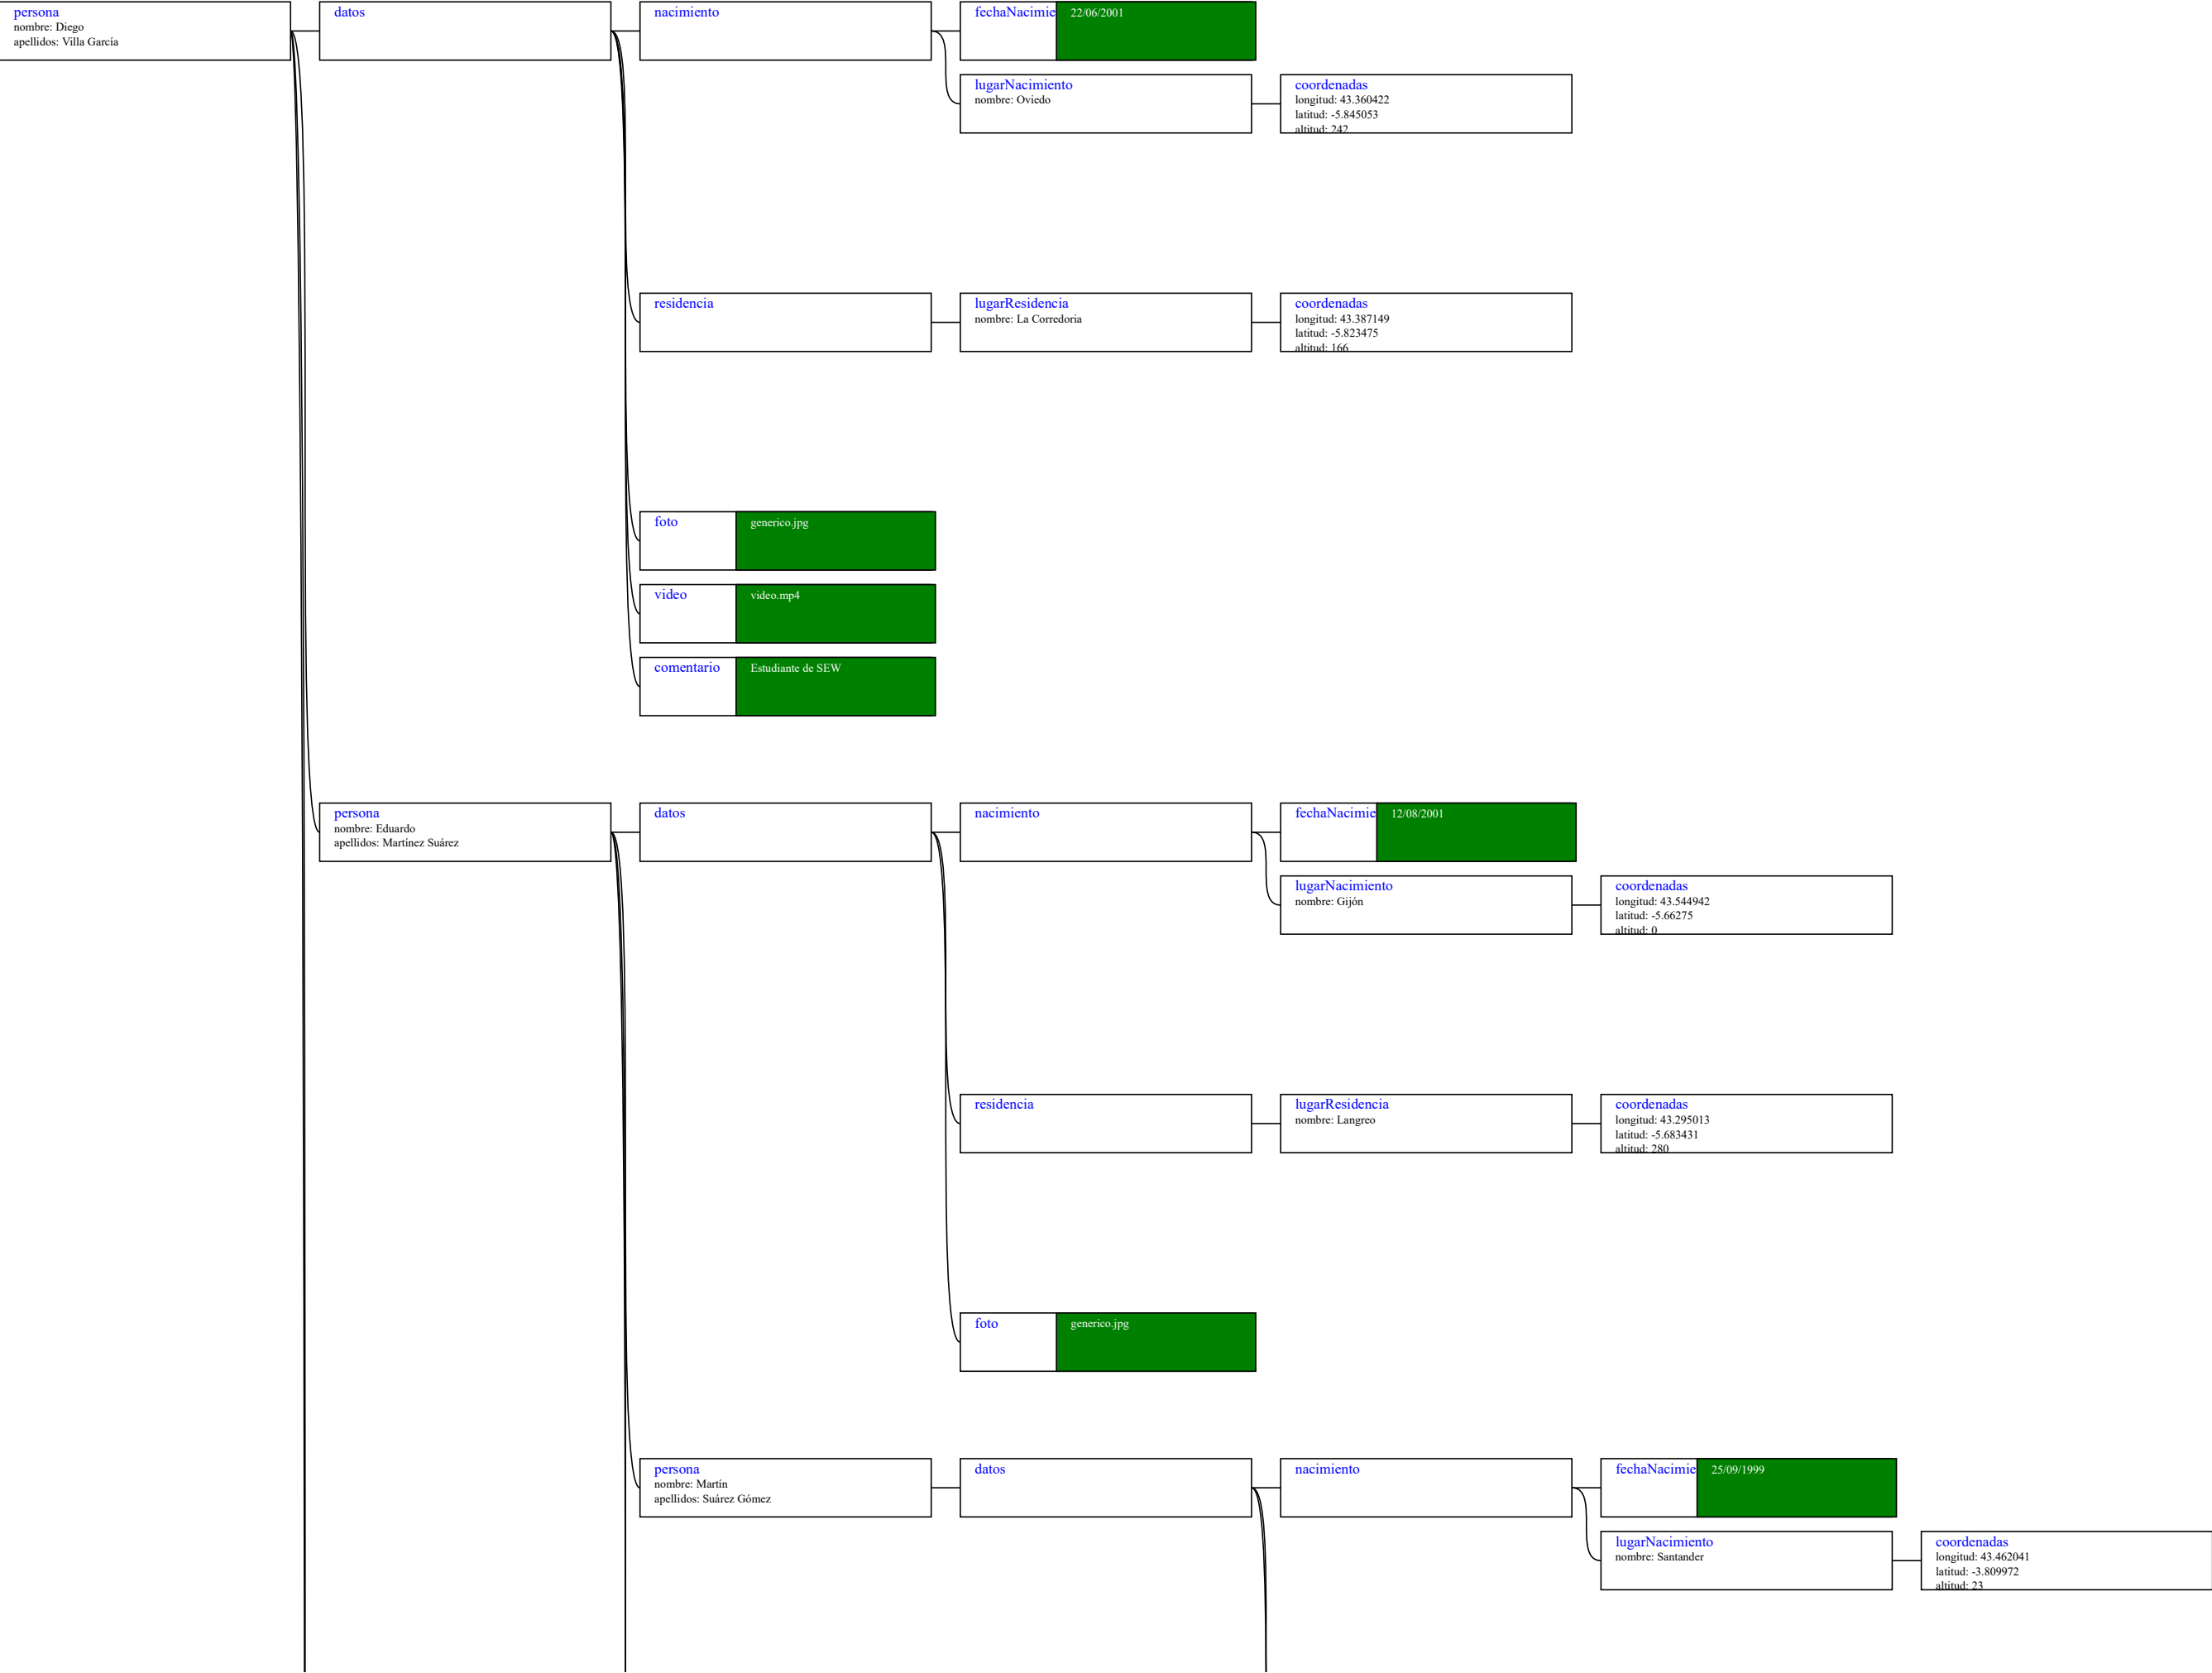 persona
nombre: Diego
apellidos: Villa García
datos
nacimiento
fechaNacimie
22/06/2001
lugarNacimiento
nombre: Oviedo
coordenadas
longitud: 43.360422
latitud: -5.845053
altitud: 242
residencia
lugarResidencia
nombre: La Corredoria
coordenadas
longitud: 43.387149
latitud: -5.823475
altitud: 166
foto
generico.jpg
video
video.mp4
comentario
Estudiante de SEW
persona
nombre: Eduardo
apellidos: Martínez Suárez
datos
nacimiento
fechaNacimie
12/08/2001
lugarNacimiento
nombre: Gijón
coordenadas
longitud: 43.544942
latitud: -5.66275
altitud: 0
residencia
lugarResidencia
nombre: Langreo
coordenadas
longitud: 43.295013
latitud: -5.683431
altitud: 280
foto
generico.jpg
persona
nombre: Martín
apellidos: Suárez Gómez
datos
nacimiento
fechaNacimie
25/09/1999
lugarNacimiento
nombre: Santander
coordenadas
longitud: 43.462041
latitud: -3.809972
altitud: 23